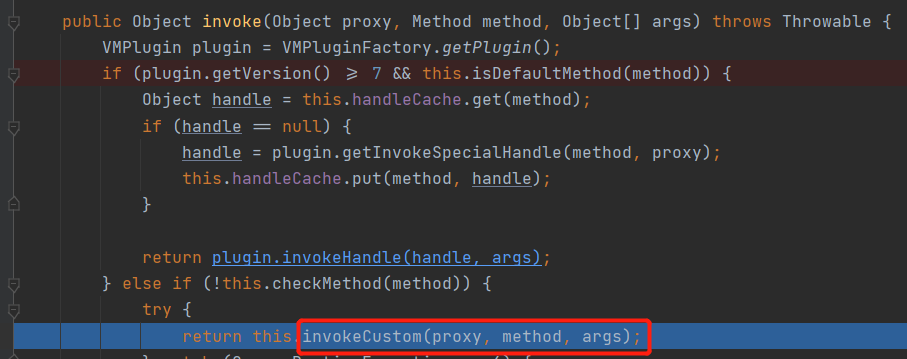 public Object invoke(Object proxy, Method method, Object[] args) throws Throwable {
VMPlugin plugin = VMPluginFactory.getPlugin();
if (plugin.getVersion() >= 7 && this.isDefaultMethod(method)) {
Object handle = this.handleCache.get(method);
if (handle == null) {
handle = plugin.getInvokeSpecialHandle(method, proxy);
this.handleCache.put(method, handle);
}
return plugin.invokeHandle(handle, args);
} else if (!this.checkMethod(method)) {
try {
return this.invokeCustom(proxy, method, args);